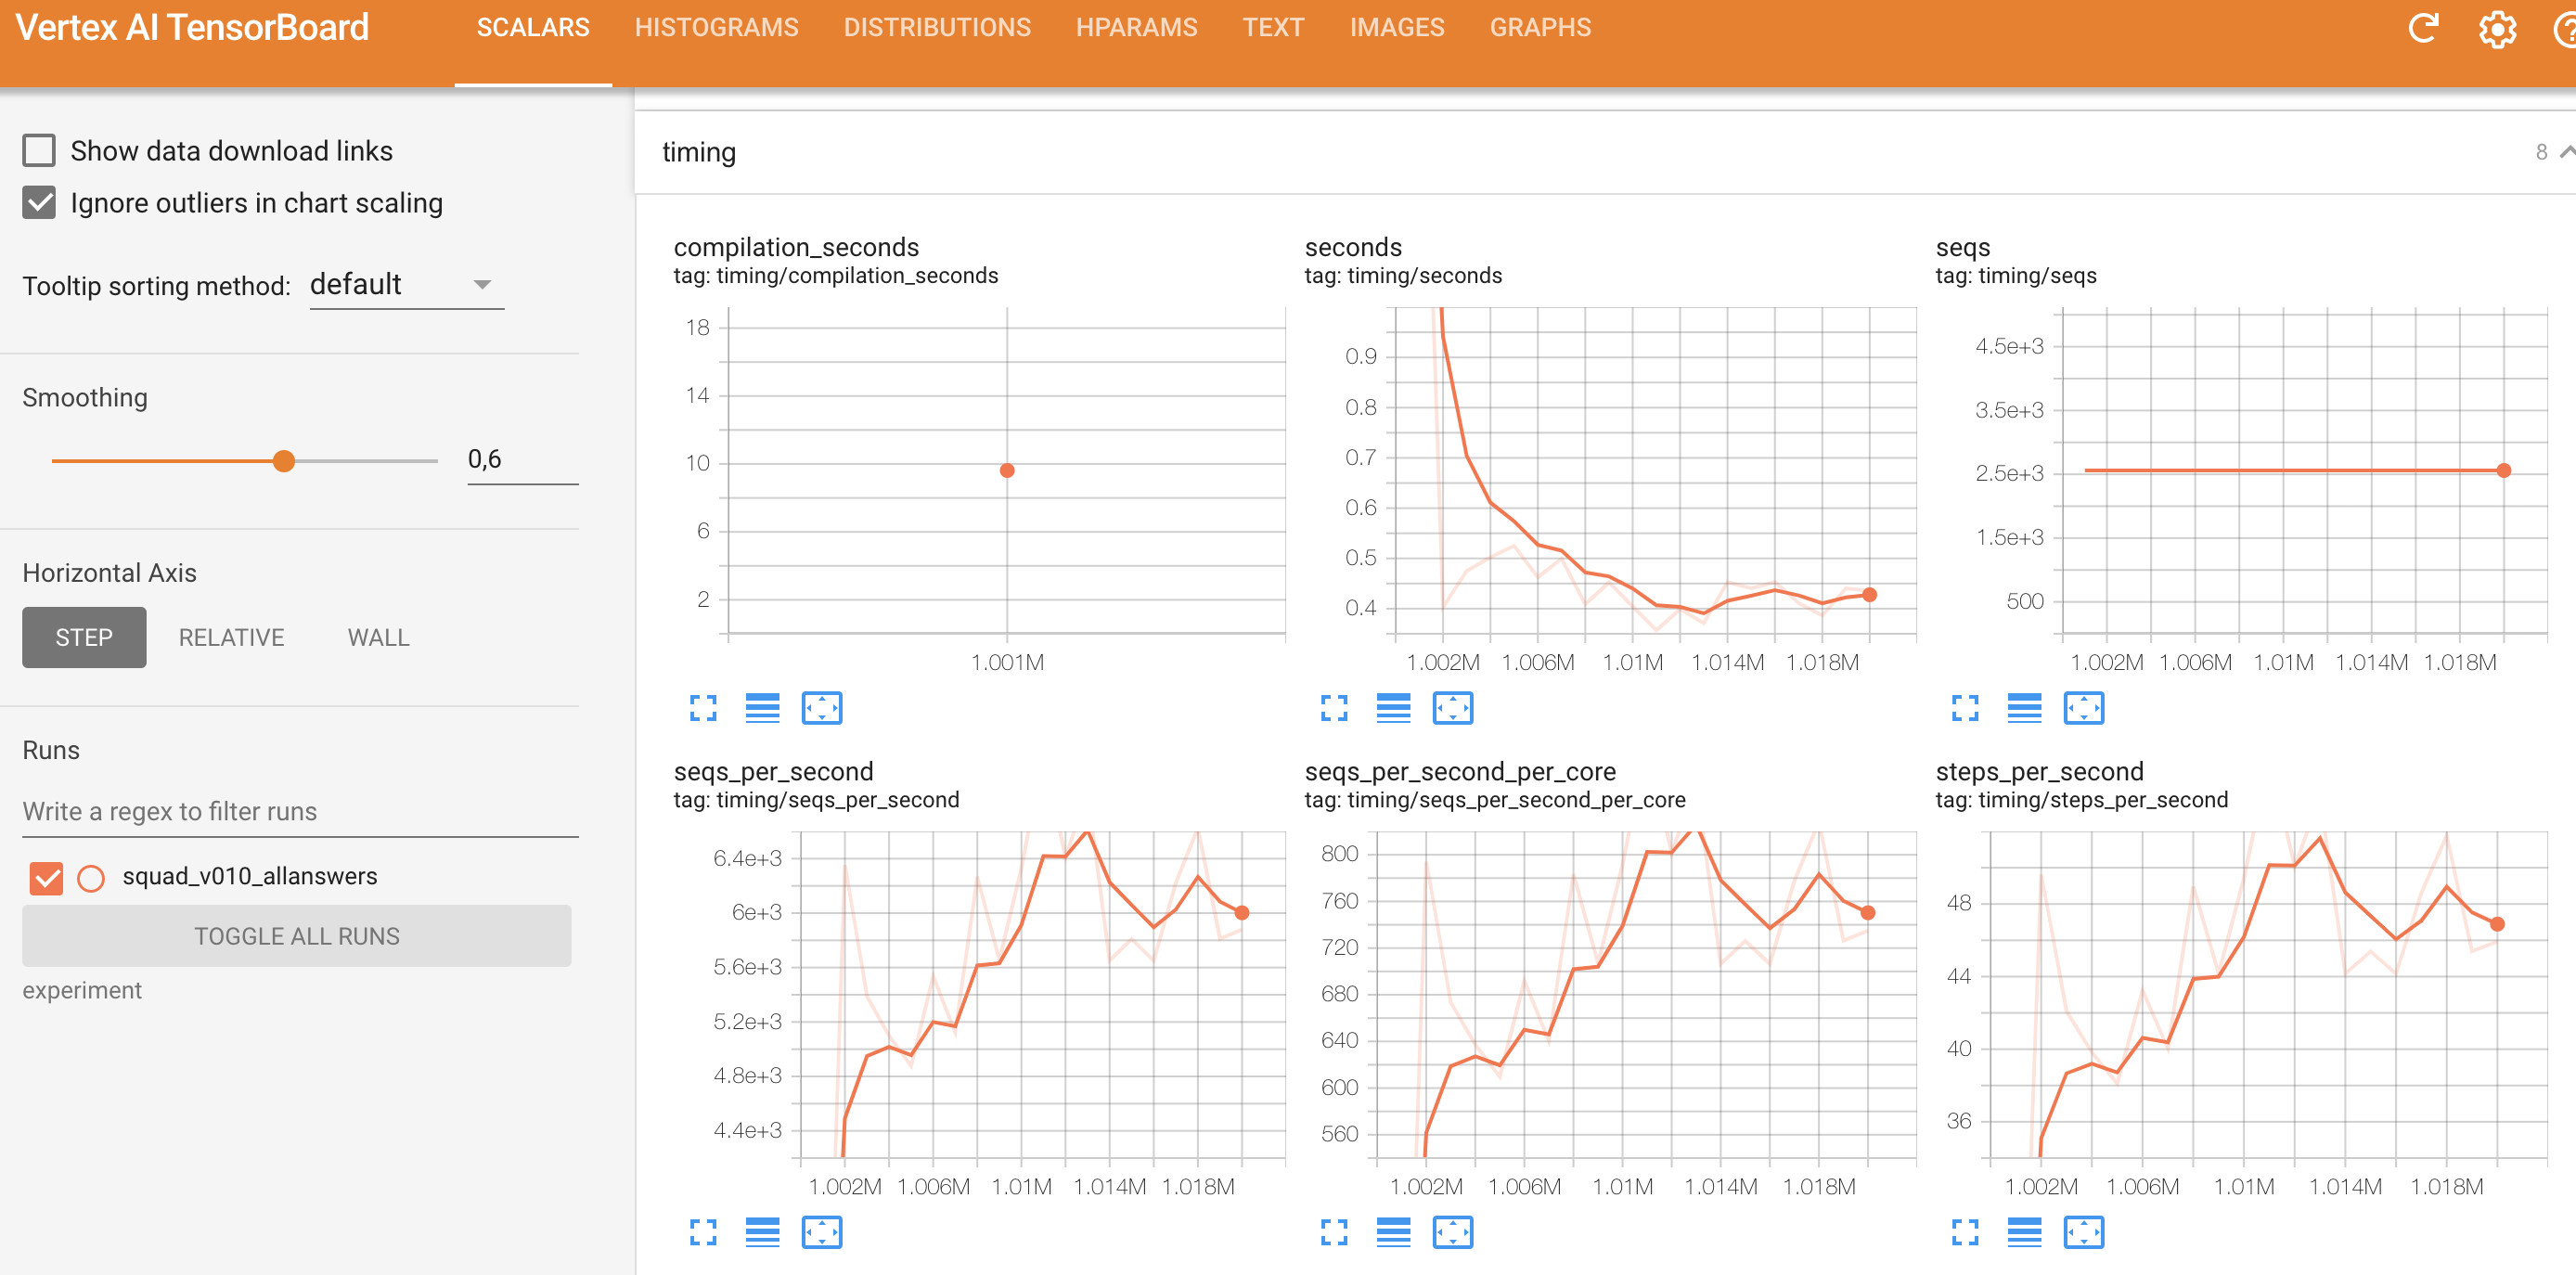 Vertex AI TensorBoard
SCALARS HISTOGRAMS DISTRIBUTIONS HPARAMS TEXT IMAGES GRAPHS
Show data download links
Ignore outliers in chart scaling
Tooltip sorting method: default
Smoothing
0,6
Horizontal Axis
STEP RELATIVE WALL
Runs
Write a regex to filter runs
squad_v010_allanswers
TOGGLE ALL RUNS
experiment
timing
8
compilation_seconds
tag: timing/compilation_seconds
18
14
10
6
2
1.001M
seconds
tag: timing/seconds
0.9
0.8
0.7
0.6
0.5
0.4
1.002M 1.006M 1.01M 1.014M 1.018M
seqs
tag: timing/seqs
4.5e+3
3.5e+3
2.5e+3
1.5e+3
500
1.002M 1.006M 1.01M 1.014M 1.018M
seqs_per_second
tag: timing/seqs_per_second
6.4e+3
6e+3
5.6e+3
5.2e+3
4.8e+3
4.4e+3
1.002M 1.006M 1.01M 1.014M 1.018M
seqs_per_second_per_core
tag: timing/seqs_per_second_per_core
800
760
720
680
640
600
560
1.002M 1.006M 1.01M 1.014M 1.018M
steps_per_second
tag: timing/steps_per_second
48
44
40
36
1.002M 1.006M 1.01M 1.014M 1.018M